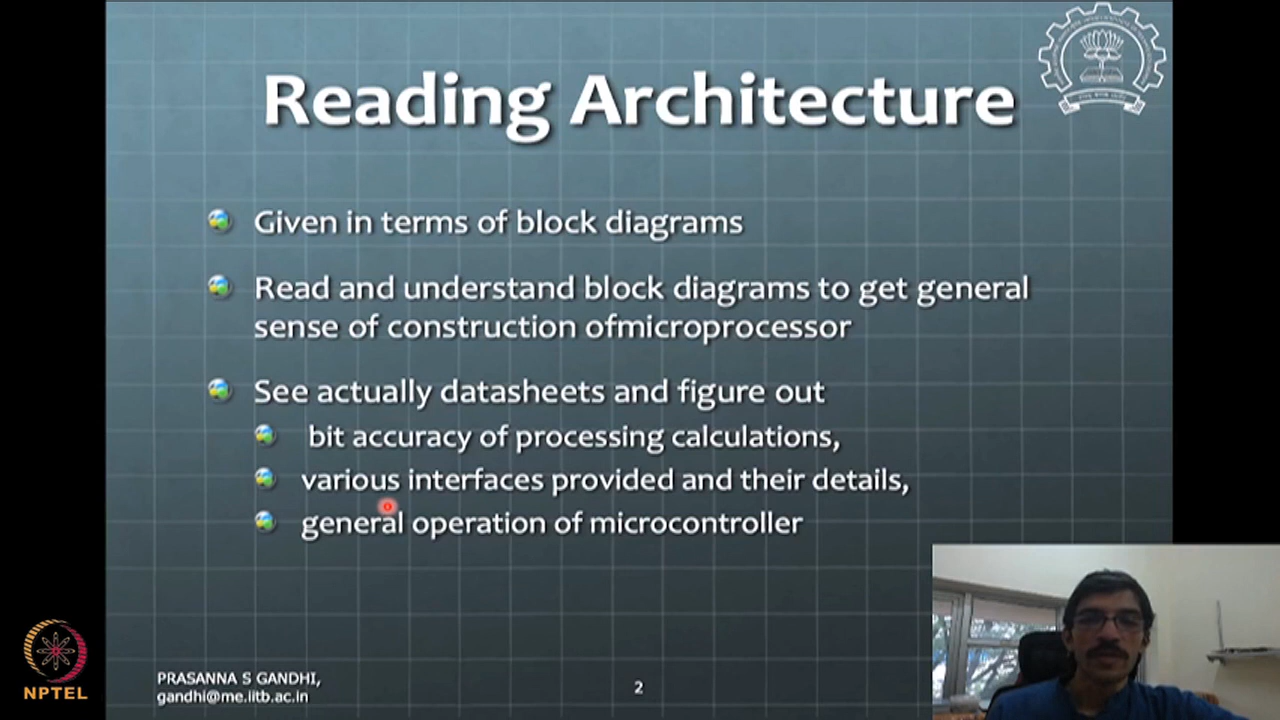 Reading Architecture
Given in terms of block diagrams
Read and understand block diagrams to get general
sense of construction ofmicroprocessor
See actually datasheets and figure out
bit accuracy of processing calculations,
various interfaces provided and their details,
general operation of microcontroller
PRASANNA S GANDHI,
gandhi@me.iitb.ac.in
2
NPTEL